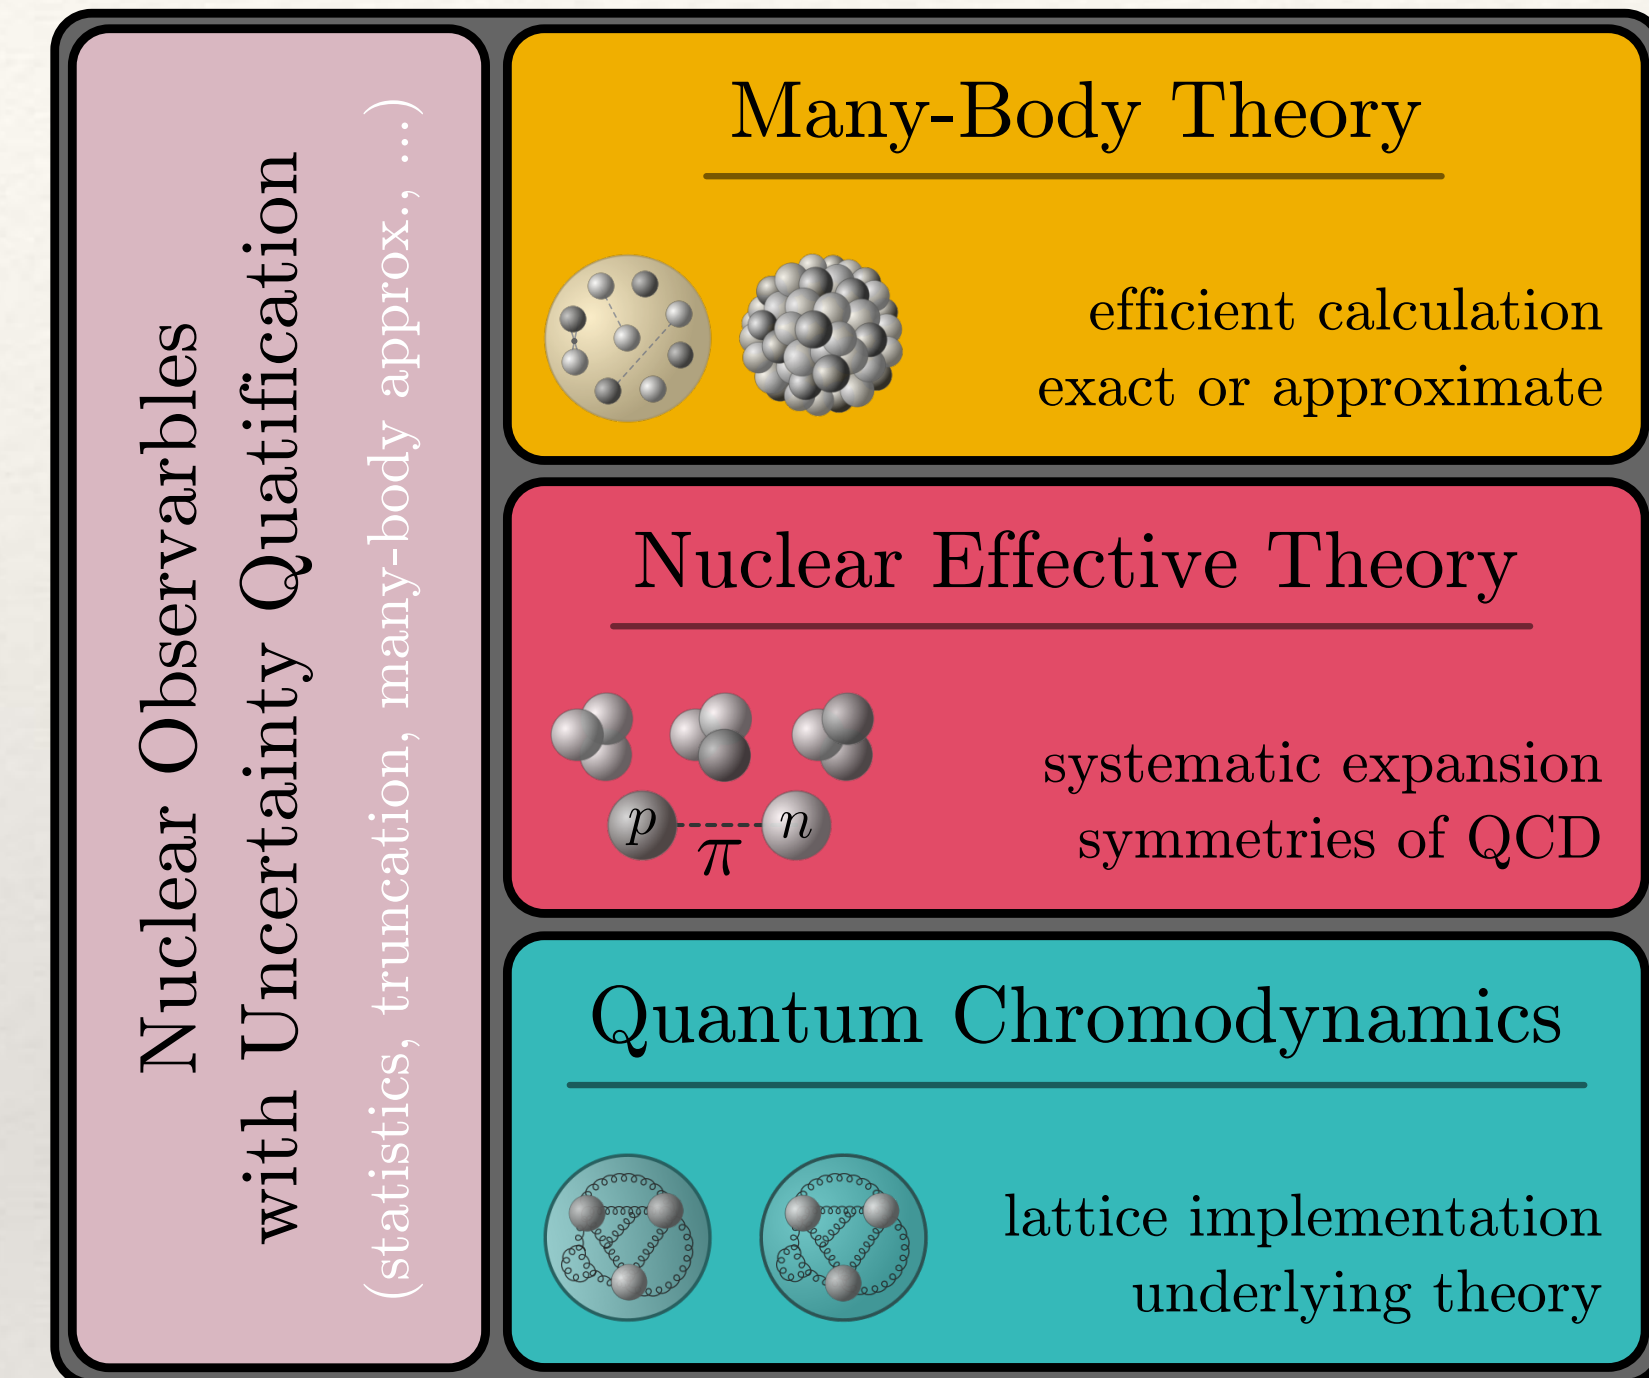 Nuclear Observarbles
with Uncertainty Quatification
(statistics, truncation, many-body approx., ...)
Many-Body Theory
efficient calculation
exact or approximate
Nuclear Effective Theory
p
n
π
systematic expansion
symmetries of QCD
Quantum Chromodynamics
lattice implementation
underlying theory